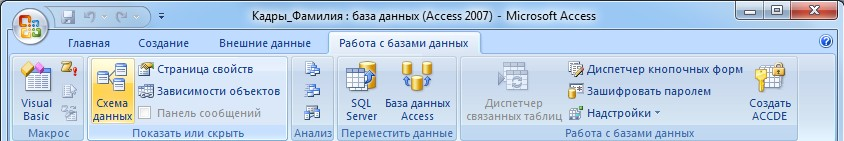 Кадры_Фамилия : база данных (Access 2007) - Microsoft Access
Главная Создание Внешние данные Работа с базами данных
Visual Basic
Макрос
Схема данных
Страница свойств
Зависимости объектов
Панель сообщений
Показать или скрыть
Анализ
SQL Server
База данных Access
Переместить данные
Диспетчер связанных таблиц
Диспетчер кнопочных форм
Зашифровать паролем
Надстройки
Создать ACCDE
Работа с базами данных